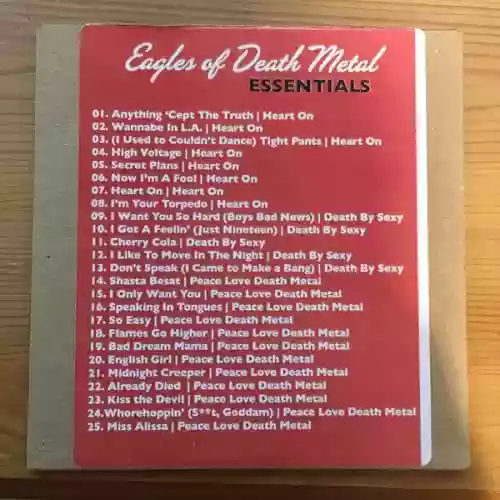 Eagles of Death Metal
ESSENTIALS
01. Anything ‘Cept The Truth | Heart On
02. Wannabe In L.A. | Heart On
03. (I Used to Couldn’t Dance) Tight Pants | Heart On
04. High Voltage | Heart On
05. Secret Plans | Heart On
06. Now I’m A Fool | Heart On
07. Heart On | Heart On
08. I’m Your Torpedo | Heart On
09. I Want You So Hard (Boys Bad News) | Death By Sexy
10. I Got A Feelin’ (Just Nineteen) | Death By Sexy
11. Cherry Cola | Death By Sexy
12. I Like To Move In The Night | Death By Sexy
13. Don’t Speak (I Came to Make a Bang) | Death By Sexy
14. Shasta Beast | Peace Love Death Metal
15. I Only Want You | Peace Love Death Metal
16. Speaking In Tongues | Peace Love Death Metal
17. So Easy | Peace Love Death Metal
18. Flames Go Higher | Peace Love Death Metal
19. Bad Dream Mama | Peace Love Death Metal
20. English Girl | Peace Love Death Metal
21. Midnight Creeper | Peace Love Death Metal
22. Already Died | Peace Love Death Metal
23. Kiss the Devil | Peace Love Death Metal
24.Whorehoppin’ (S**t, Goddam) | Peace Love Death Metal
25. Miss Alissa | Peace Love Death Metal